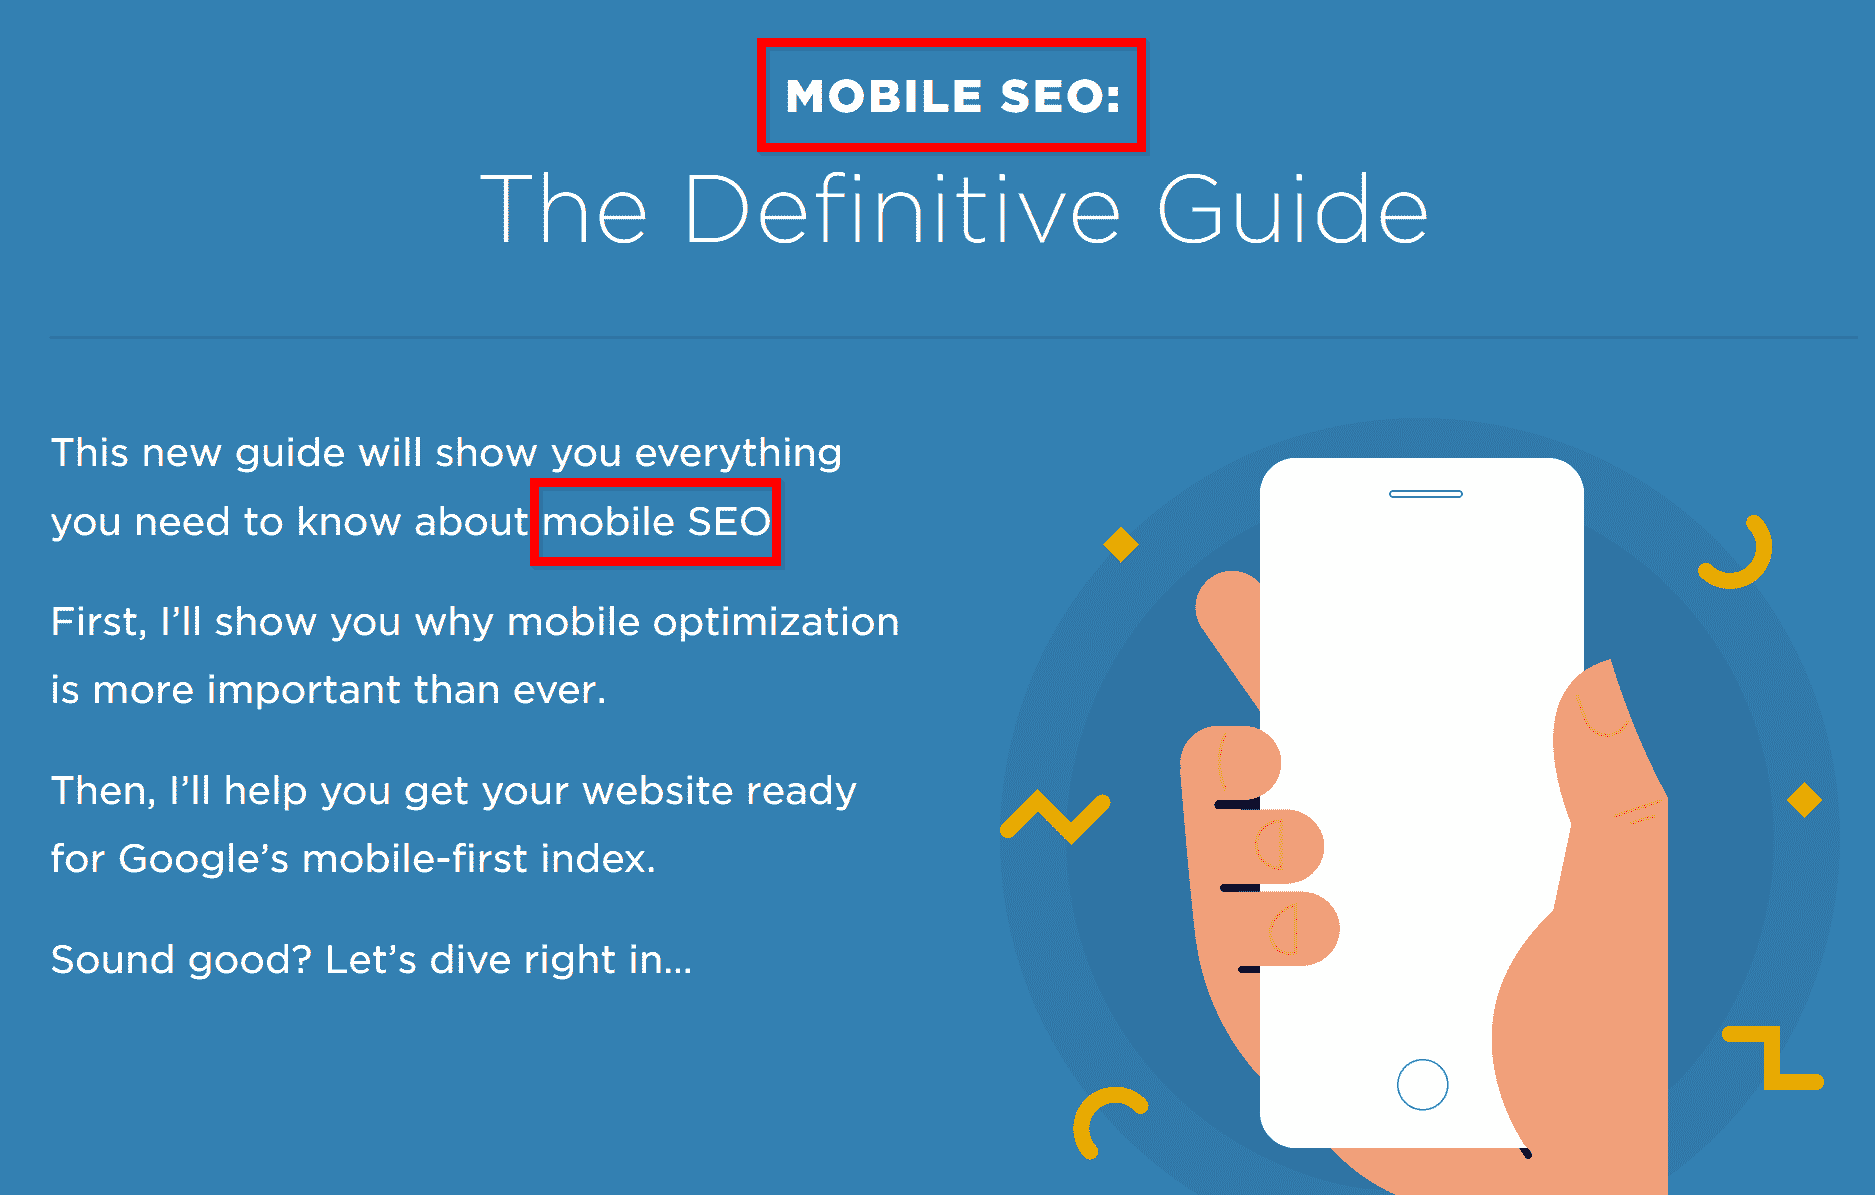 MOBILE SEO:
The Definitive Guide
This new guide will show you everything
you need to know about mobile SEO
First, I’ll show you why mobile optimization
is more important than ever.
Then, I’ll help you get your website ready
for Google’s mobile-first index.
Sound good? Let’s dive right in...